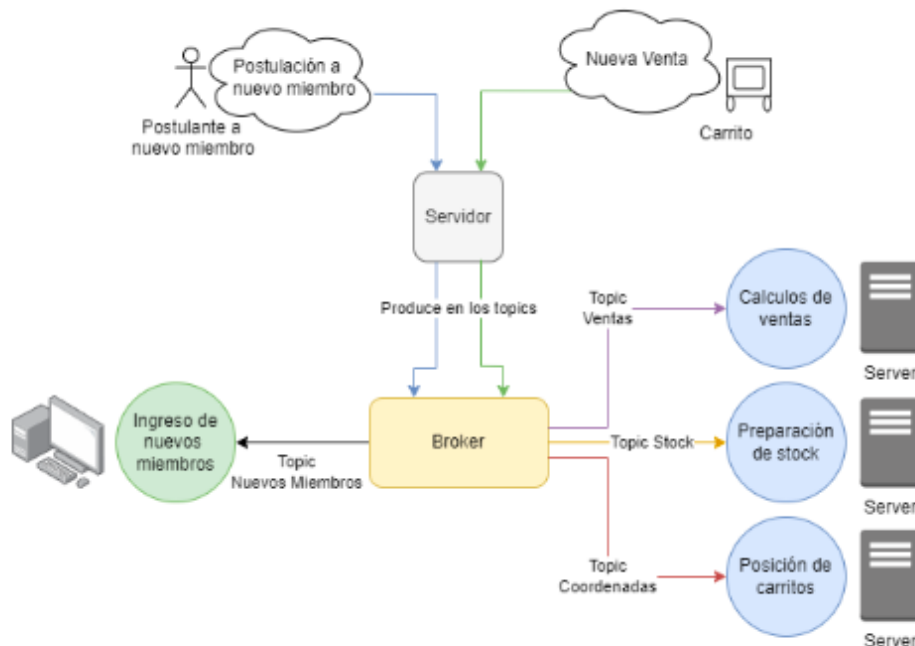 Postulación a
nuevo miembro
Nueva Venta
Postulante a
nuevo miembro
Carrito
Servidor
Produce en los topics
Topic
Ventas
Calculos de
ventas
Server
Ingreso de
nuevos
miembros
Topic
Nuevos Miembros
Broker
Topic Stock
Preparación
de stock
Server
Topic
Coordenadas
Posición de
carritos
Server